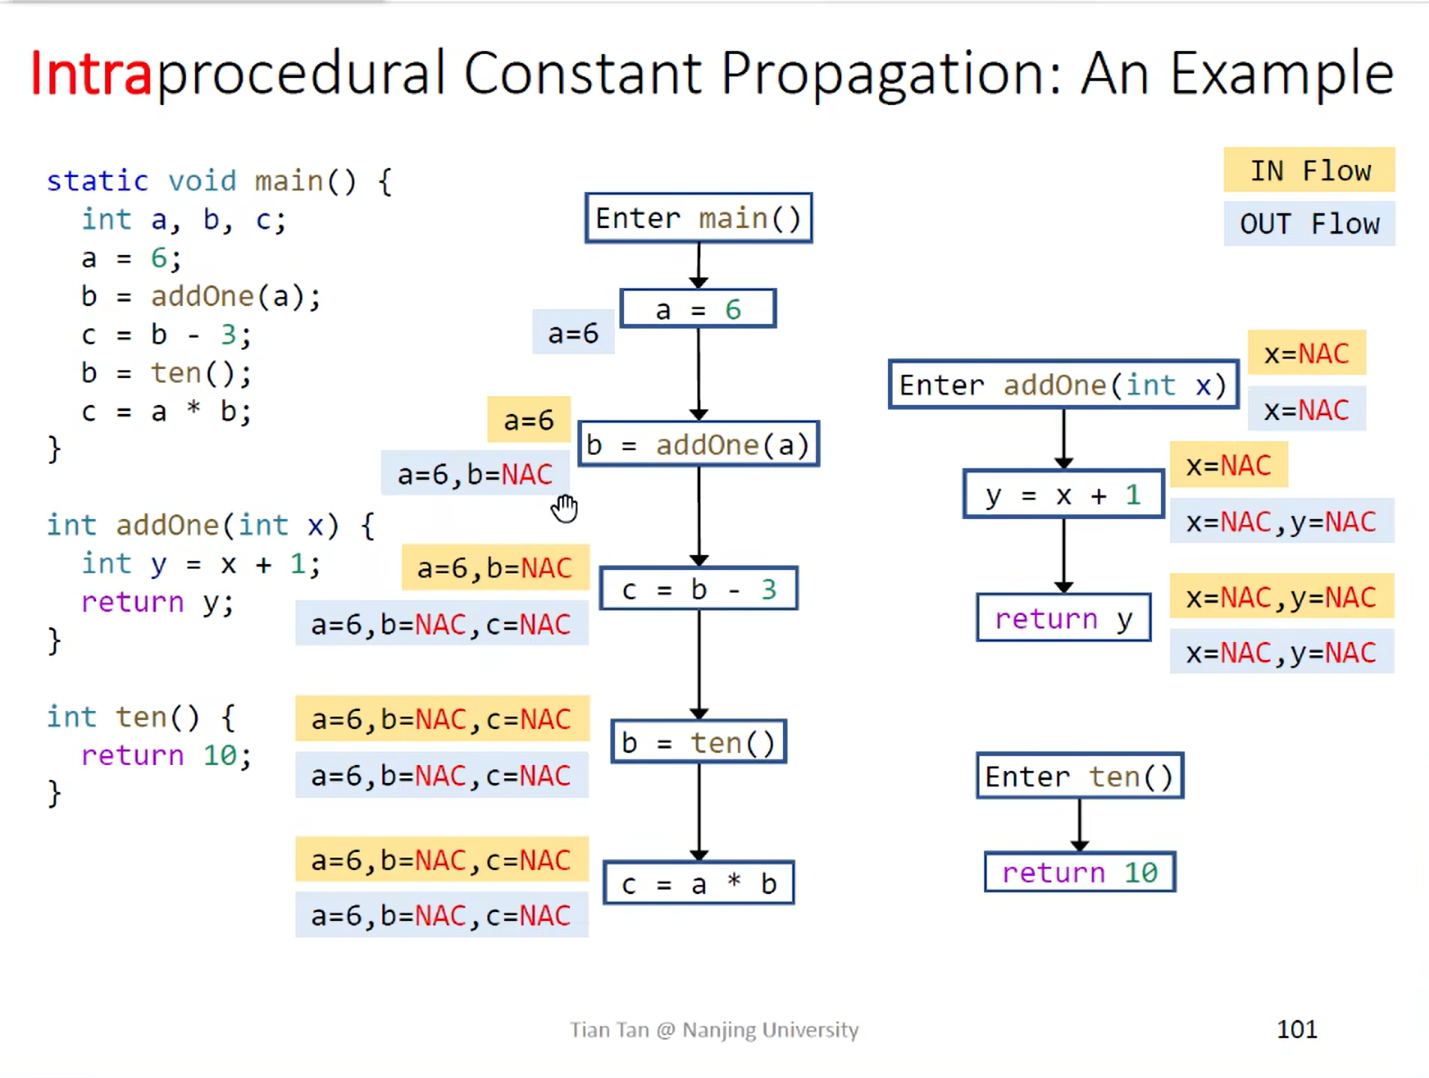 Intraprocedural Constant Propagation: An Example
static void main() {
int a, b, c;
a = 6;
b = addOne(a);
c = b - 3;
b = ten();
c = a * b;
}
int addOne(int x) {
int y = x + 1;
return y;
}
int ten() {
return 10;
}
Enter main()
a = 6
a=6
a=6
b = addOne(a)
a=6,b=NAC
a=6,b=NAC
c = b - 3
a=6,b=NAC,c=NAC
a=6,b=NAC,c=NAC
b = ten()
a=6,b=NAC,c=NAC
a=6,b=NAC,c=NAC
c = a * b
a=6,b=NAC,c=NAC
IN Flow
OUT Flow
Enter addOne(int x)
x=NAC
x=NAC
x=NAC
y = x + 1
x=NAC,y=NAC
x=NAC,y=NAC
return y
x=NAC,y=NAC
Enter ten()
return 10
Tian Tan @ Nanjing University
101